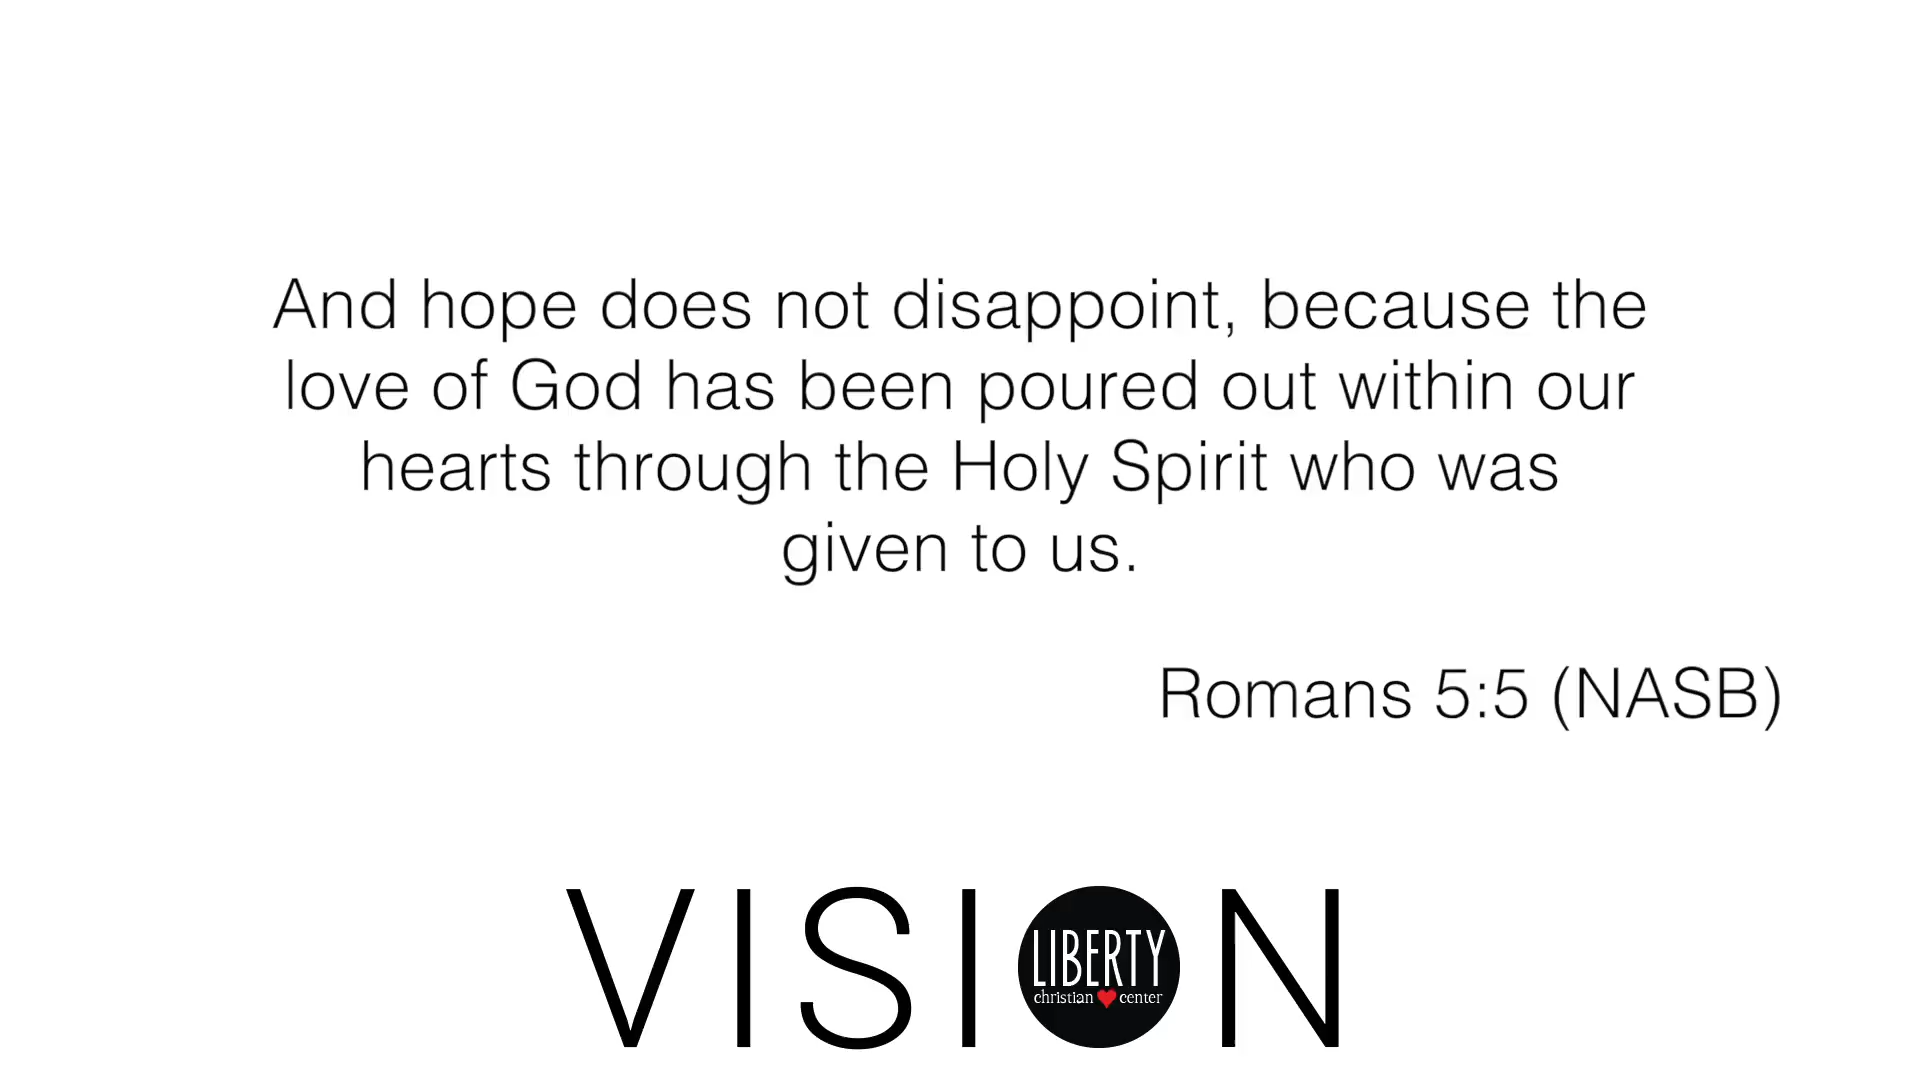 And hope does not disappoint, because the
love of God has been poured out within our
hearts through the Holy Spirit who was
given to us.
Romans 5:5 (NASB)
VISI N
LIBERTY
christian center